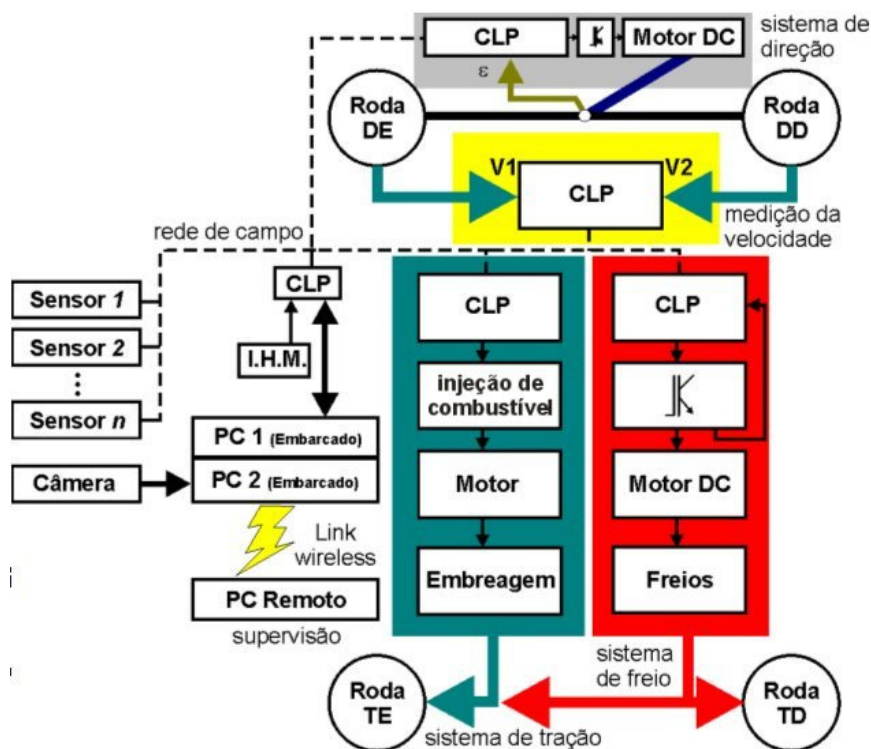 CLP
Motor DC
sistema de
direção
ε
Roda
DE
Roda
DD
V1
V2
CLP
medição da
velocidade
rede de campo
CLP
Sensor 1
Sensor 2
Sensor n
I.H.M.
PC 1 (Embarcado)
PC 2 (Embarcado)
Câmera
Link
wireless
PC Remoto
supervisão
CLP
injeção de
combustível
Motor
Embreagem
CLP
Motor DC
Freios
sistema
de freio
Roda
TE
Roda
TD
sistema de tração